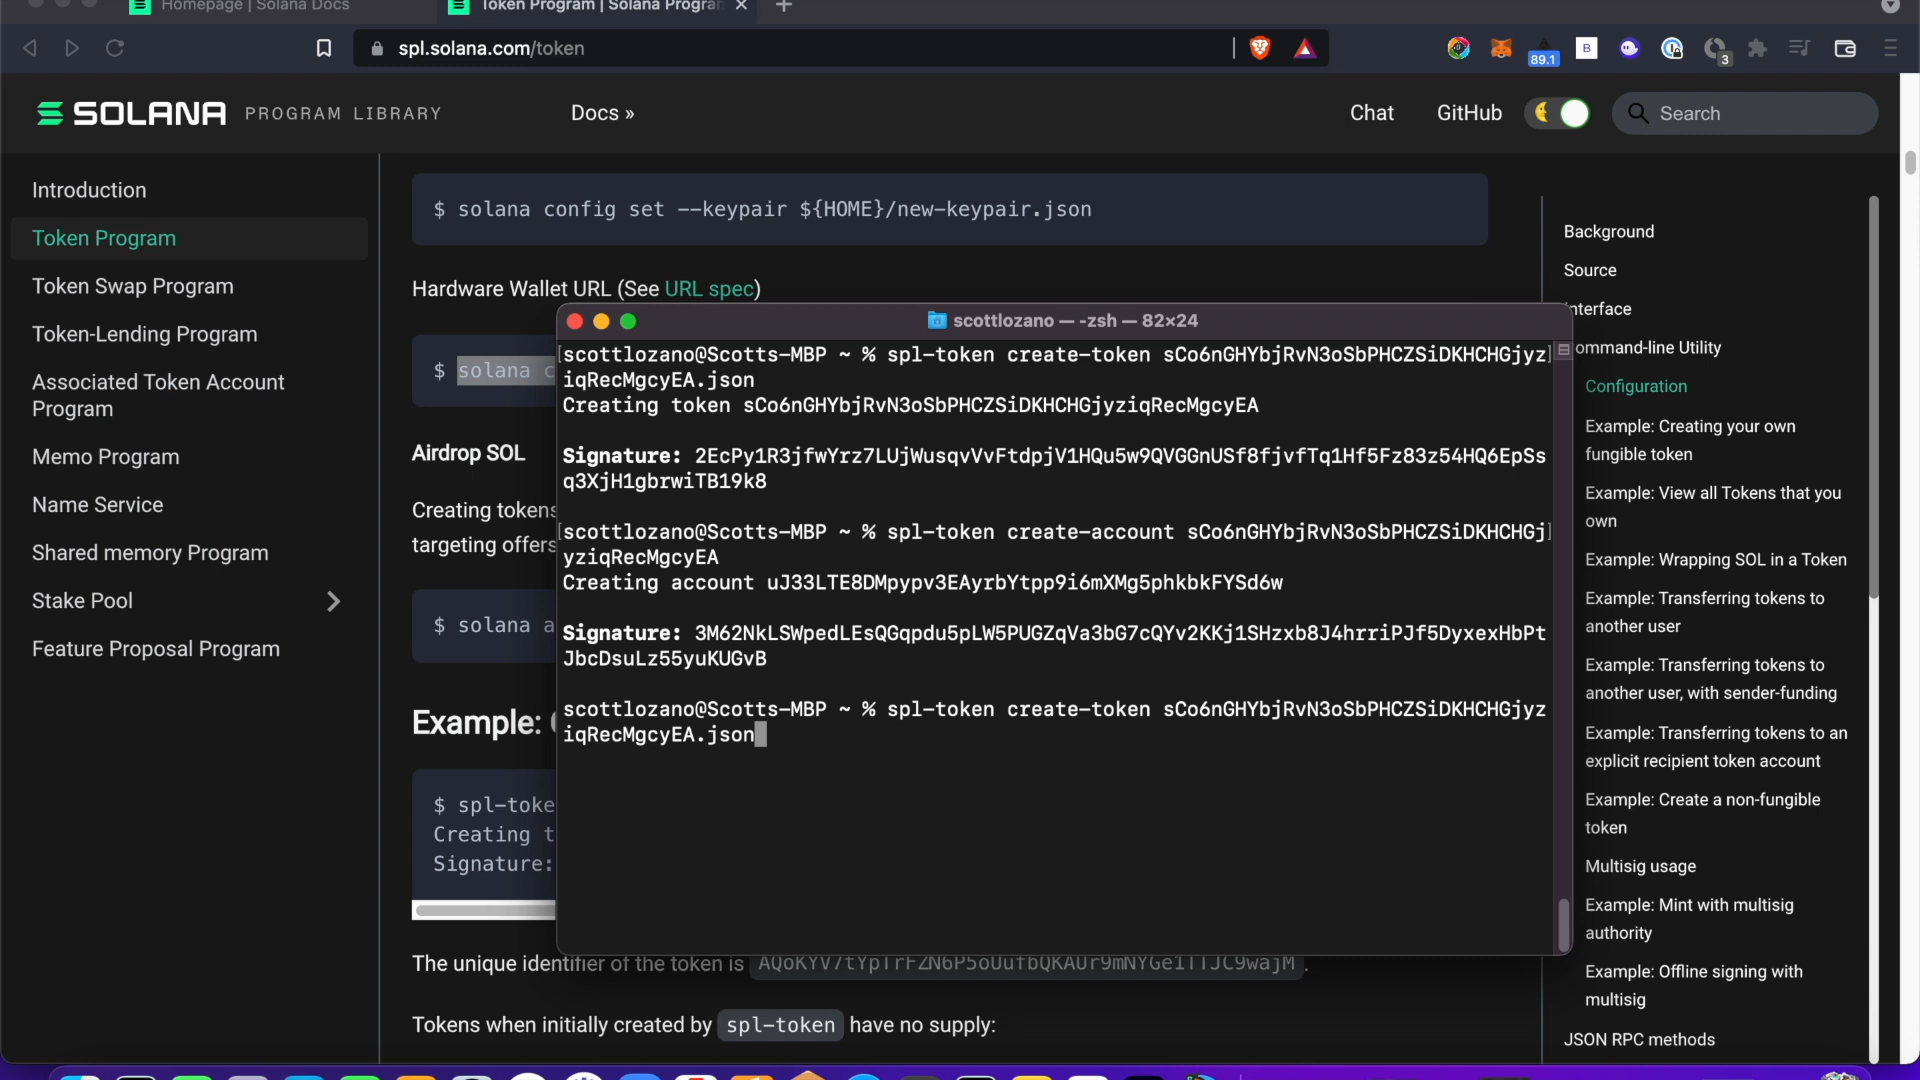 Homepage | Solana Docs
Token Program | Solana Program
spl.solana.com/token
89.1
B
3
SOLANA PROGRAM LIBRARY
Docs »
Chat
GitHub
Search
Introduction
Token Program
Token Swap Program
Token-Lending Program
Associated Token Account
Program
Memo Program
Name Service
Shared memory Program
Stake Pool
Feature Proposal Program
$ solana config set --keypair ${HOME}/new-keypair.json
Hardware Wallet URL (See URL spec)
$ solana c
Airdrop SOL
Creating tokens
targeting offers
$ solana a
Example:
$ spl-toke
Creating t
Signature:
The unique identifier of the token is AQoKYV7tYpTrFZN6P5oUufbQKAUr9mNYGe1TTJC9wajM.
Tokens when initially created by spl-token have no supply:
scottlozano — -zsh — 82×24
[scottlozano@Scotts-MBP ~ % spl-token create-token sCo6nGHYbjRvN3oSbPHCZSiDKHCHGjyz]
iqRecMgcyEA.json
Creating token sCo6nGHYbjRvN3oSbPHCZSiDKHCHGjyziqRecMgcyEA
Signature: 2EcPy1R3jfwYrz7LUjWusqvVvFtdpjV1HQu5w9QVGGnUSf8fjvfTq1Hf5Fz83z54HQ6EpSs
q3XjH1gbrwiTB19k8
[scottlozano@Scotts-MBP ~ % spl-token create-account sCo6nGHYbjRvN3oSbPHCZSiDKHCHGj]
yziqRecMgcyEA
Creating account uJ33LTE8DMpypv3EAyrbYtpp9i6mXMg5phkbkFYSd6w
Signature: 3M62NkLSWpedLEsQGqpdu5pLW5PUGZqVa3bG7cQYv2KKj1SHzxb8J4hrriPJf5DyxexHbPt
JbcDsuLz55yuKUGvB
scottlozano@Scotts-MBP ~ % spl-token create-token sCo6nGHYbjRvN3oSbPHCZSiDKHCHGjyz
iqRecMgcyEA.json
Background
Source
Interface
ommand-line Utility
Configuration
Example: Creating your own
fungible token
Example: View all Tokens that you
own
Example: Wrapping SOL in a Token
Example: Transferring tokens to
another user
Example: Transferring tokens to
another user, with sender-funding
Example: Transferring tokens to an
explicit recipient token account
Example: Create a non-fungible
token
Multisig usage
Example: Mint with multisig
authority
Example: Offline signing with
multisig
JSON RPC methods